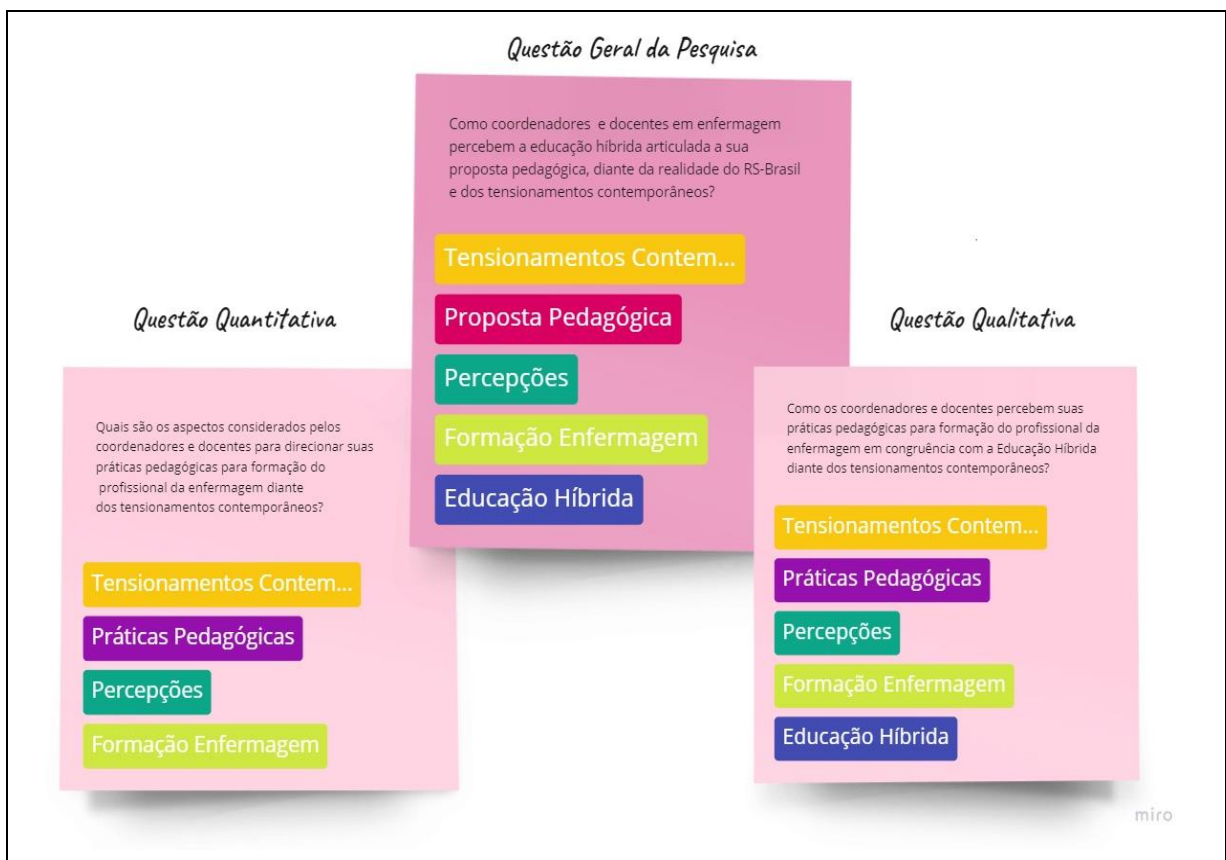 Questão Geral da Pesquisa
Como coordenadores e docentes em enfermagem
percebem a educação híbrida articulada a sua
proposta pedagógica, diante da realidade do RS-Brasil
e dos tensionamentos contemporâneos?
Tensionamentos Contem...
Proposta Pedagógica
Percepções
Formação Enfermagem
Educação Híbrida
Questão Quantitativa
Quais são os aspectos considerados pelos
coordenadores e docentes para direcionar suas
práticas pedagógicas para formação do
profissional da enfermagem diante
dos tensionamentos contemporâneos?
Tensionamentos Contem...
Práticas Pedagógicas
Percepções
Formação Enfermagem
Questão Qualitativa
Como os coordenadores e docentes percebem suas
práticas pedagógicas para formação do profissional da
enfermagem em congruência com a Educação Híbrida
diante dos tensionamentos contemporâneos?
Tensionamentos Contem...
Práticas Pedagógicas
Percepções
Formação Enfermagem
Educação Híbrida
miro